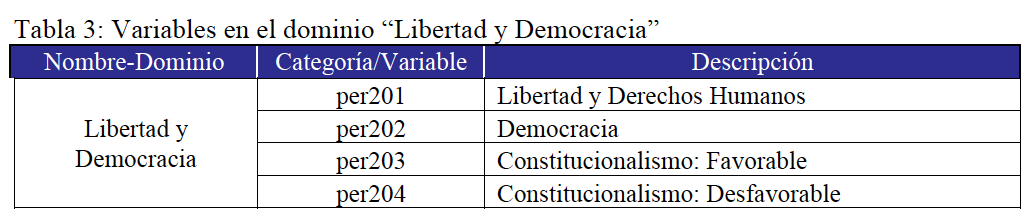 Tabla 3: Variables en el dominio “Libertad y Democracia”
Nombre-Dominio Categoría/Variable Descripción
Libertad y
Democracia
per201 Libertad y Derechos Humanos
per202 Democracia
per203 Constitucionalismo: Favorable
per204 Constitucionalismo: Desfavorable